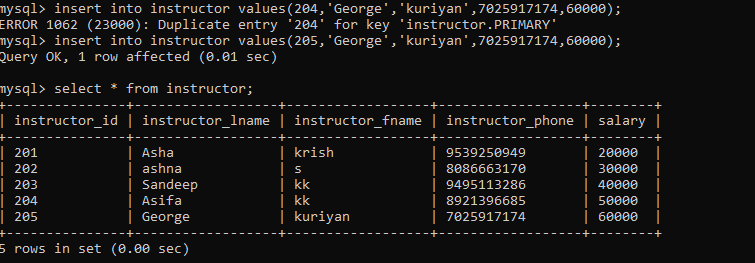 mysql> insert into instructor values(204,'George','kuriyan',7025917174,60000);
ERROR 1062 (23000): Duplicate entry '204' for key 'instructor.PRIMARY'
mysql> insert into instructor values(205,'George','kuriyan',7025917174,60000);
Query OK, 1 row affected (0.01 sec)
mysql> select * from instructor;
+---------------+------------------+------------------+------------------+--------+
| instructor_id | instructor_lname | instructor_fname | instructor_phone | salary |
+---------------+------------------+------------------+------------------+--------+
| 201 | Asha | krish | 9539250949 | 20000 |
| 202 | ashna | s | 8086663170 | 30000 |
| 203 | Sandeep | kk | 9495113286 | 40000 |
| 204 | Asifa | kk | 8921396685 | 50000 |
| 205 | George | kuriyan | 7025917174 | 60000 |
+---------------+------------------+------------------+------------------+--------+
5 rows in set (0.00 sec)